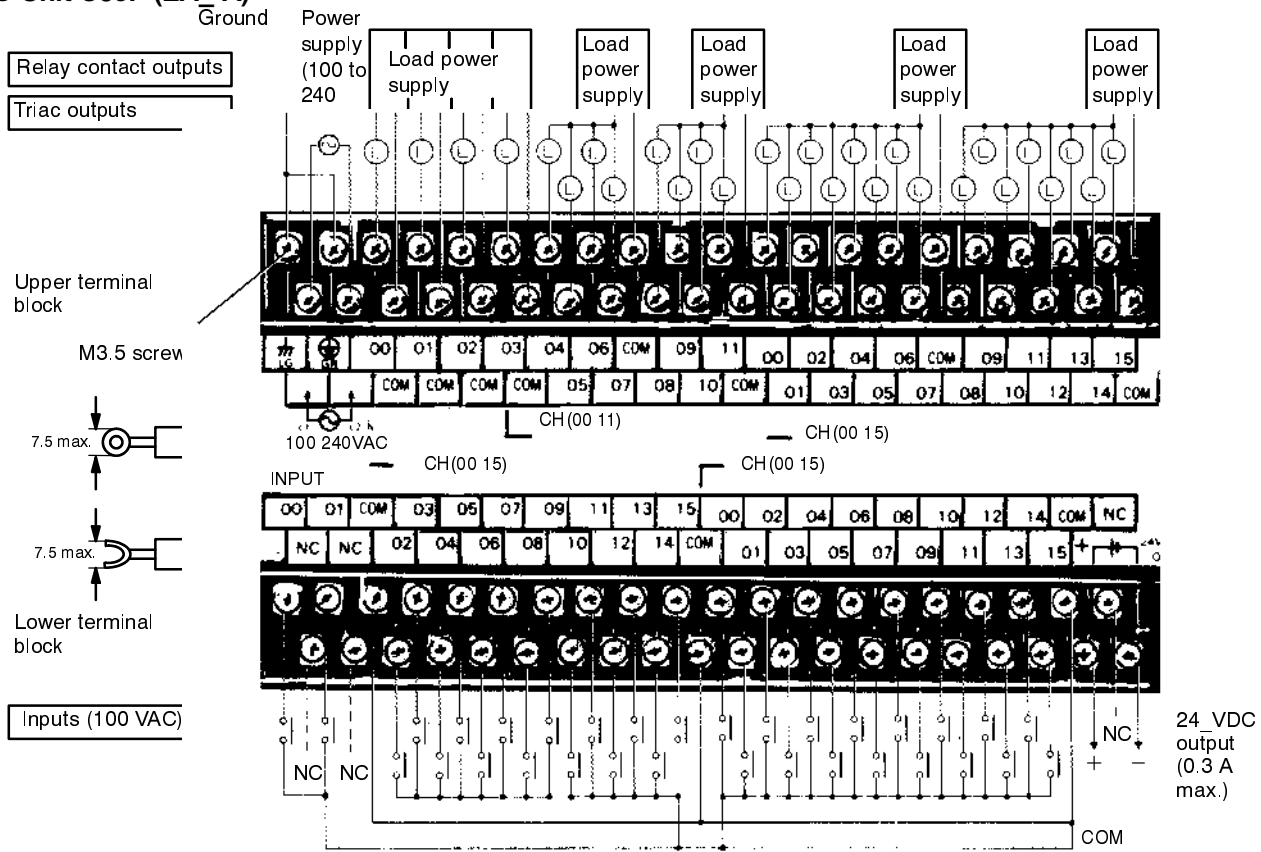 Ground
Power
supply
(100 to
240
Load power
supply
Load
power
supply
Load
power
supply
Load
power
supply
Load
power
supply
Relay contact outputs
Triac outputs
Upper terminal
block
M3.5 screw
7.5 max.
7.5 max.
Lower terminal
block
Inputs (100 VAC)
LG 00 01 02 03 04 06 COM 09 11 00 02 04 06 COM 09 11 13 15
COM COM COM COM 05 07 08 10 COM 01 03 05 07 08 10 12 14 COM
100 240VAC
CH(00 11)
CH(00 15)
CH(00 15)
CH(00 15)
INPUT
00 01 COM 03 05 07 09 11 13 15 00 02 04 06 08 10 12 14 COM NC
NC NC 02 04 06 08 10 12 14 COM 01 03 05 07 09 11 13 15 +
NC NC
NC
+ −
24_VDC
output
(0.3 A
max.)
COM